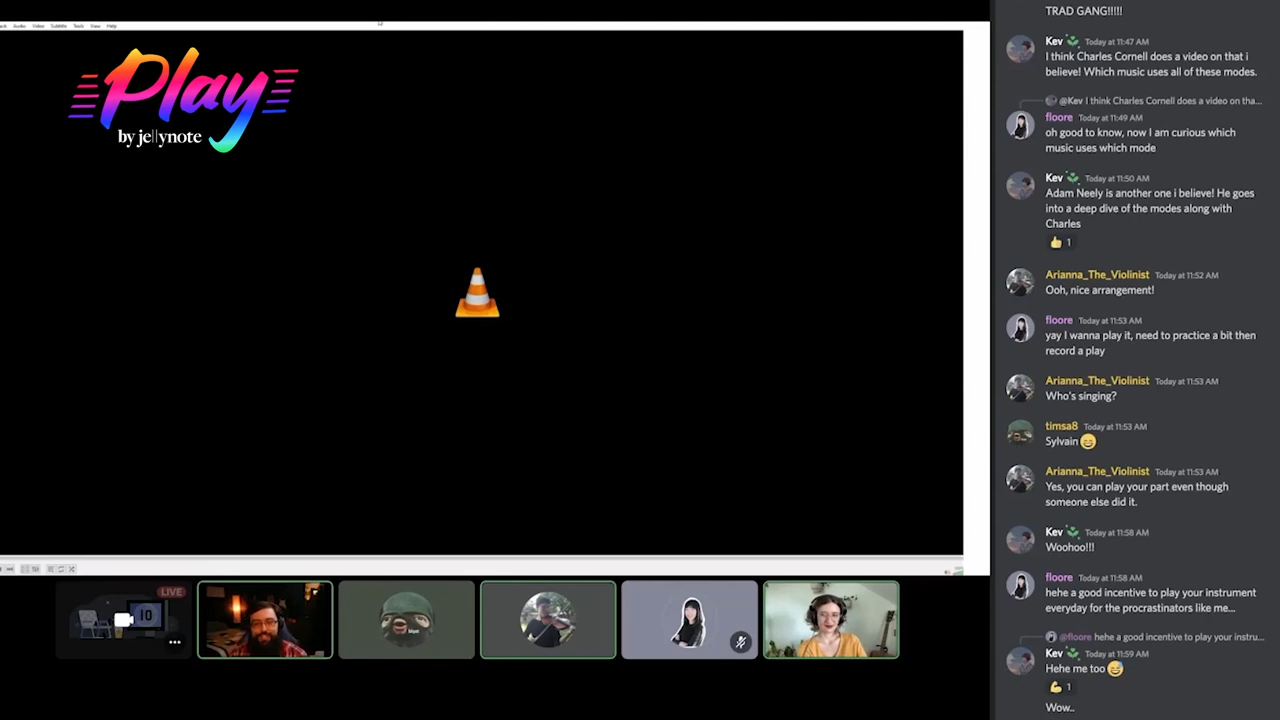 Audio Video Subtitle Tools View Help
Play
by jellynote
LIVE
10
TRAD GANG!!!!!
Kev Today at 11:47 AM
I think Charles Cornell does a video on that i
believe! Which music uses all of these modes.
@Kev I think Charles Cornell does a video on tha...
floore Today at 11:49 AM
oh good to know, now I am curious which
music uses which mode
Kev Today at 11:50 AM
Adam Neely is another one i believe! He goes
into a deep dive of the modes along with
Charles
👍 1
Arianna_The_Violinist Today at 11:52 AM
Ooh, nice arrangement!
floore Today at 11:53 AM
yay I wanna play it, need to practice a bit then
record a play
Arianna_The_Violinist Today at 11:53 AM
Who's singing?
timsa8 Today at 11:53 AM
Sylvain 😄
Arianna_The_Violinist Today at 11:53 AM
Yes, you can play your part even though
someone else did it.
Kev Today at 11:58 AM
Woohoo!!!
floore Today at 11:58 AM
hehe a good incentive to play your instrument
everyday for the procrastinators like me...
@floore hehe a good incentive to play your instru...
Kev Today at 11:59 AM
Hehe me too 😅
💪 1
Wow..